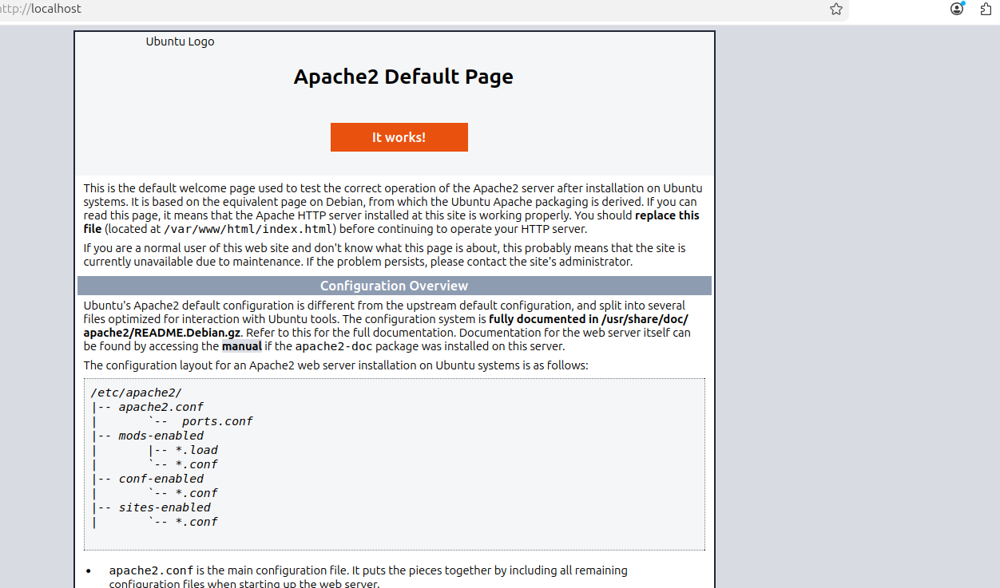 http://localhost
Ubuntu Logo
Apache2 Default Page
It works!
This is the default welcome page used to test the correct operation of the Apache2 server after installation on Ubuntu
systems. It is based on the equivalent page on Debian, from which the Ubuntu Apache packaging is derived. If you can
read this page, it means that the Apache HTTP server installed at this site is working properly. You should replace this
file (located at /var/www/html/index.html) before continuing to operate your HTTP server.
If you are a normal user of this web site and don't know what this page is about, this probably means that the site is
currently unavailable due to maintenance. If the problem persists, please contact the site's administrator.
Configuration Overview
Ubuntu's Apache2 default configuration is different from the upstream default configuration, and split into several
files optimized for interaction with Ubuntu tools. The configuration system is fully documented in /usr/share/doc/
apache2/README.Debian.gz. Refer to this for the full documentation. Documentation for the web server itself can
be found by accessing the manual if the apache2-doc package was installed on this server.
The configuration layout for an Apache2 web server installation on Ubuntu systems is as follows:
/etc/apache2/
|-- apache2.conf
|       `--  ports.conf
|-- mods-enabled
|       |-- *.load
|       `-- *.conf
|-- conf-enabled
|       `-- *.conf
|-- sites-enabled
|       `-- *.conf
• apache2.conf is the main configuration file. It puts the pieces together by including all remaining
configuration files when starting up the web server.